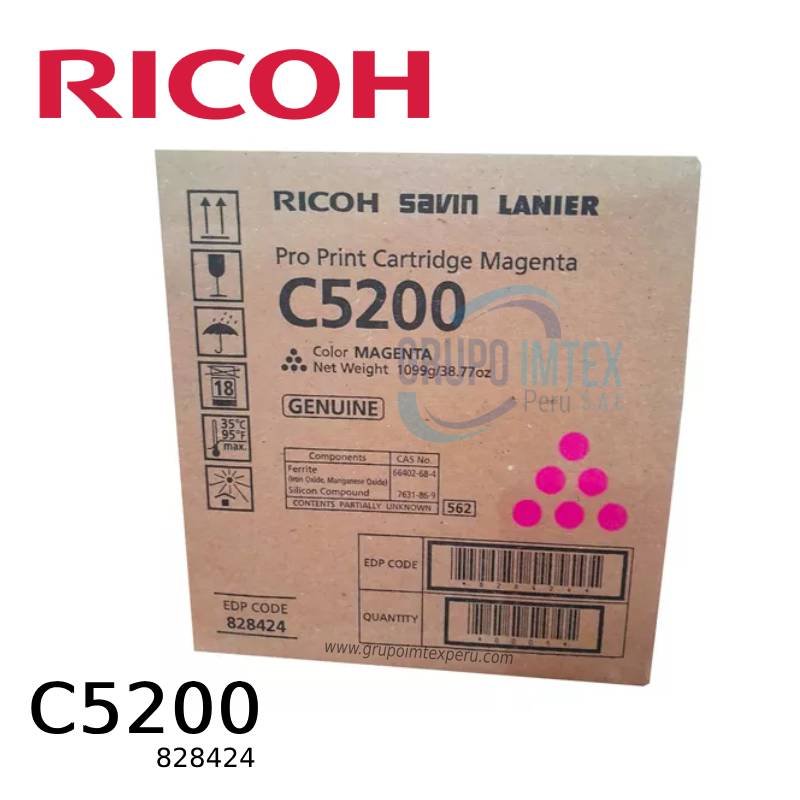 RICOH
RICOH savin LANIER
Pro Print Cartridge Magenta
C5200
Color MAGENTA
Net Weight 1099g/38.77oz
GRUPO IMTEX
Perú S.A.C
GENUINE
18
35°C
95°F
max.
Components CAS No.
Ferrite 66402-68-4
(Iron Oxide, Manganese Oxide)
Silicon Compound 7631-86-9
CONTENTS PARTIALLY UNKNOWN 562
EDP CODE
QUANTITY
EDP CODE
828424
www.grupoimtexperu.com
C5200
828424